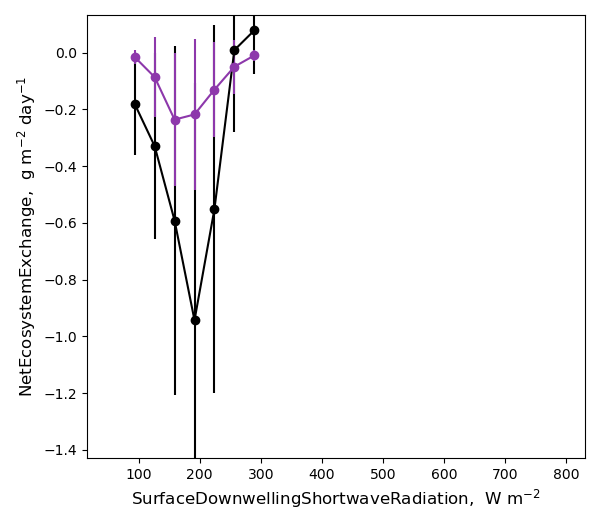 0.0
−0.2
−0.4
−0.6
−0.8
−1.0
−1.2
−1.4
NetEcosystemExchange,  g m⁻² day⁻¹
100 200 300 400 500 600 700 800
SurfaceDownwellingShortwaveRadiation,  W m⁻²